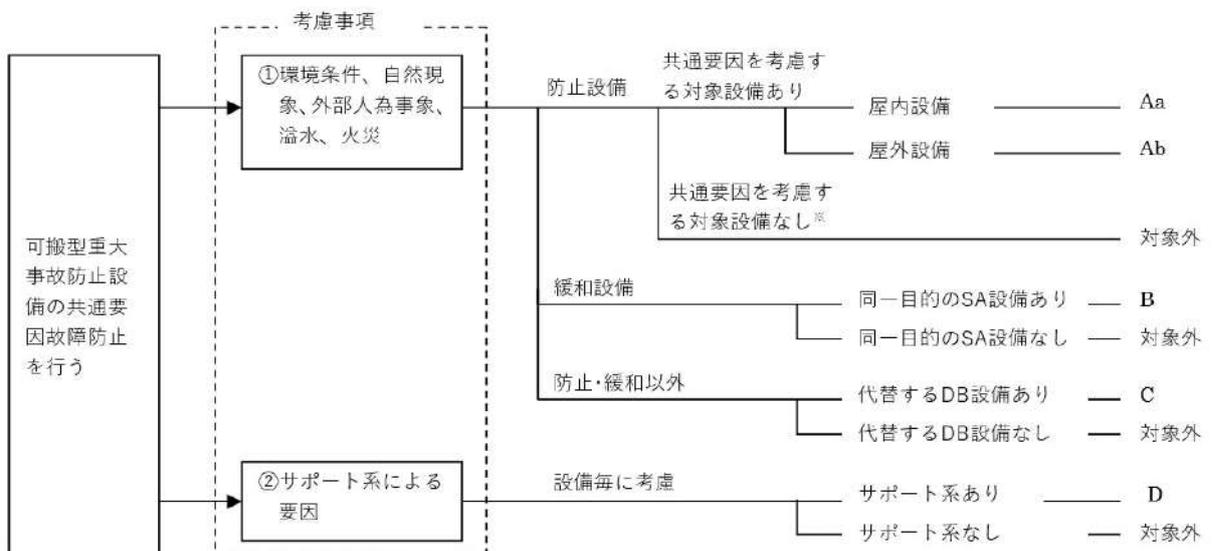 考慮事項
可搬型重大
事故防止設
備の共通要
因故障防止
を行う
①環境条件、自然現
象、外部人為事象、
溢水、火災
防止設備
共通要因を考慮す
る対象設備あり
屋内設備
Aa
屋外設備
Ab
共通要因を考慮す
る対象設備なし※
対象外
緩和設備
同一目的のSA設備あり
B
同一目的のSA設備なし
対象外
防止・緩和以外
代替するDB設備あり
C
代替するDB設備なし
対象外
②サポート系による
要因
設備毎に考慮
サポート系あり
D
サポート系なし
対象外